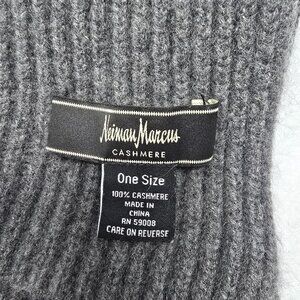 Neiman Marcus
CASHMERE
One Size
100% CASHMERE
MADE IN
CHINA
RN 59008
CARE ON REVERSE